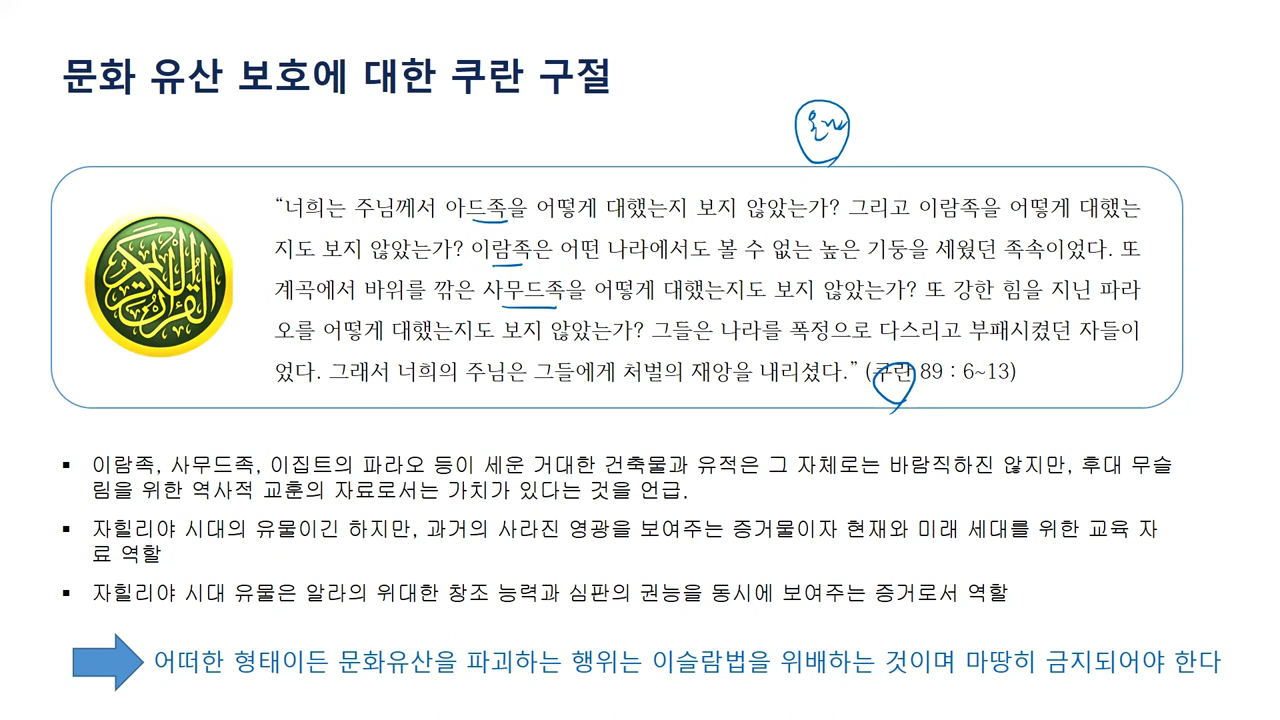 문화 유산 보호에 대한 쿠란 구절
“너희는 주님께서 아드족을 어떻게 대했는지 보지 않았는가? 그리고 이람족을 어떻게 대했는
지도 보지 않았는가? 이람족은 어떤 나라에서도 볼 수 없는 높은 기둥을 세웠던 족속이었다. 또
계곡에서 바위를 깎은 사무드족을 어떻게 대했는지도 보지 않았는가? 또 강한 힘을 지닌 파라
오를 어떻게 대했는지도 보지 않았는가? 그들은 나라를 폭정으로 다스리고 부패시켰던 자들이
었다. 그래서 너희의 주님은 그들에게 처벌의 재앙을 내리셨다.” (쿠란 89 : 6~13)
القرآن الكريم
▪ 이람족, 사무드족, 이집트의 파라오 등이 세운 거대한 건축물과 유적은 그 자체로는 바람직하진 않지만, 후대 무슬
림을 위한 역사적 교훈의 자료로서는 가치가 있다는 것을 언급.
▪ 자힐리야 시대의 유물이긴 하지만, 과거의 사라진 영광을 보여주는 증거물이자 현재와 미래 세대를 위한 교육 자
료 역할
▪ 자힐리야 시대 유물은 알라의 위대한 창조 능력과 심판의 권능을 동시에 보여주는 증거로서 역할
어떠한 형태이든 문화유산을 파괴하는 행위는 이슬람법을 위배하는 것이며 마땅히 금지되어야 한다